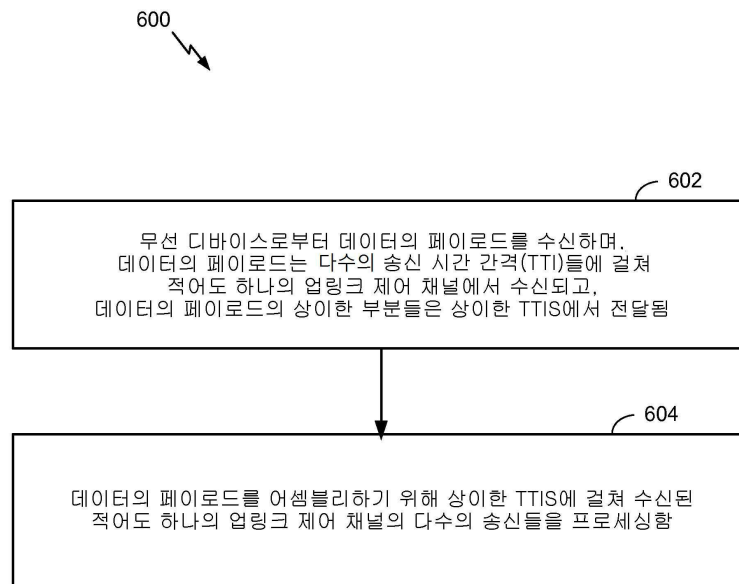 600
602
무선 디바이스로부터 데이터의 페이로드를 수신하며.
데이터의 페이로드는 다수의 송신 시간 간격(TTI)들에 걸쳐
적어도 하나의 업링크 제어 채널에서 수신되고,
데이터의 페이로드의 상이한 부분들은 상이한 TTIS에서 전달됨
604
데이터의 페이로드를 어셈블리하기 위해 상이한 TTIS에 걸쳐 수신된
적어도 하나의 업링크 제어 채널의 다수의 송신들을 프로세싱함